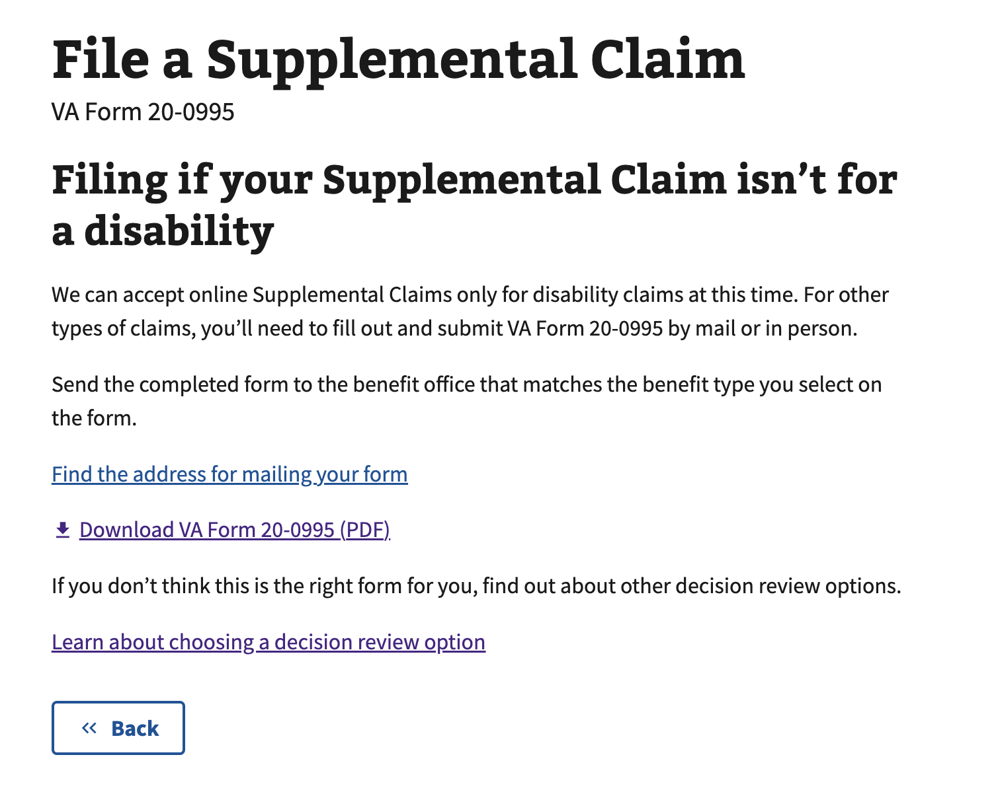 File a Supplemental Claim
VA Form 20-0995
Filing if your Supplemental Claim isn’t for
a disability
We can accept online Supplemental Claims only for disability claims at this time. For other
types of claims, you’ll need to fill out and submit VA Form 20-0995 by mail or in person.
Send the completed form to the benefit office that matches the benefit type you select on
the form.
Find the address for mailing your form
Download VA Form 20-0995 (PDF)
If you don’t think this is the right form for you, find out about other decision review options.
Learn about choosing a decision review option
Back